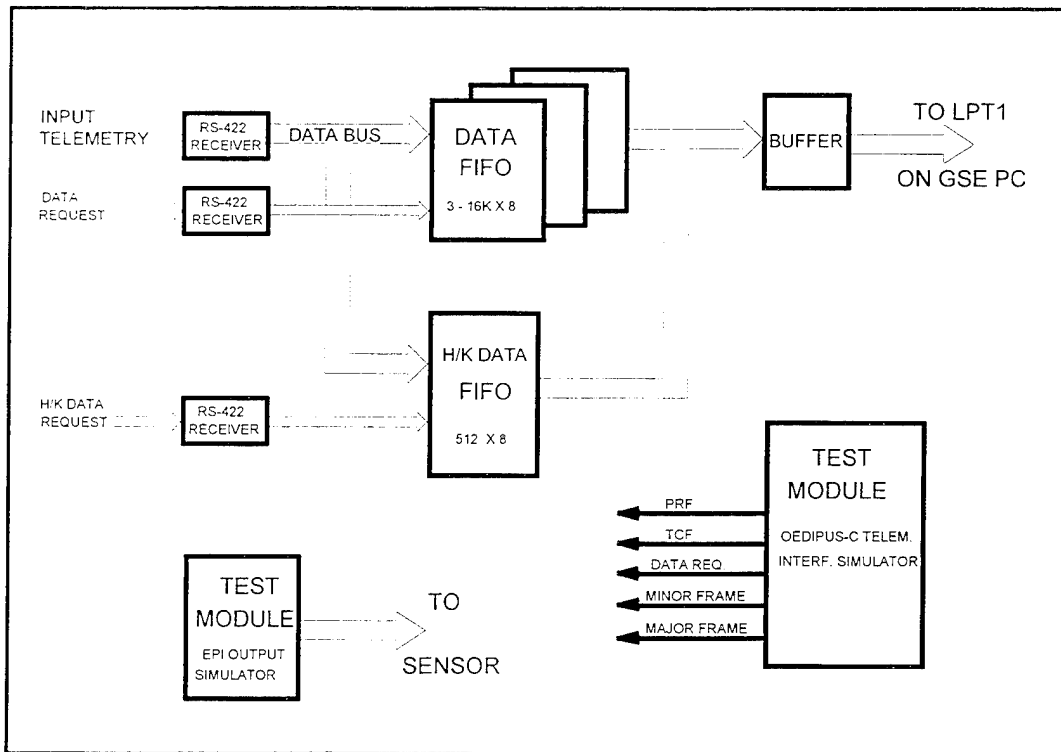 INPUT
TELEMETRY
RS-422
RECEIVER
DATA BUS
DATA
FIFO
3 - 16K X 8
BUFFER
TO LPT1
ON GSE PC
DATA
REQUEST
RS-422
RECEIVER
H/K DATA
FIFO
512 X 8
H/K DATA
REQUEST
RS-422
RECEIVER
TEST
MODULE
EPI OUTPUT
SIMULATOR
TO
SENSOR
PRF
TCF
DATA REQ
MINOR FRAME
MAJOR FRAME
TEST
MODULE
OEDIPUS-C TELEM.
INTERF. SIMULATOR